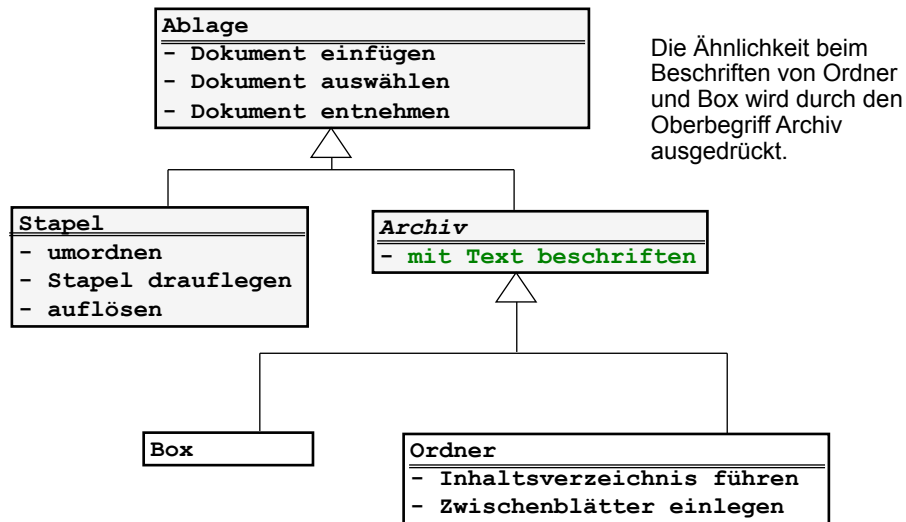 Ablage
- Dokument einfügen
- Dokument auswählen
- Dokument entnehmen
Die Ähnlichkeit beim
Beschriften von Ordner
und Box wird durch den
Oberbegriff Archiv
ausgedrückt.
Stapel
- umordnen
- Stapel drauflegen
- auflösen
Archiv
- mit Text beschriften
Box
Ordner
- Inhaltsverzeichnis führen
- Zwischenblätter einlegen